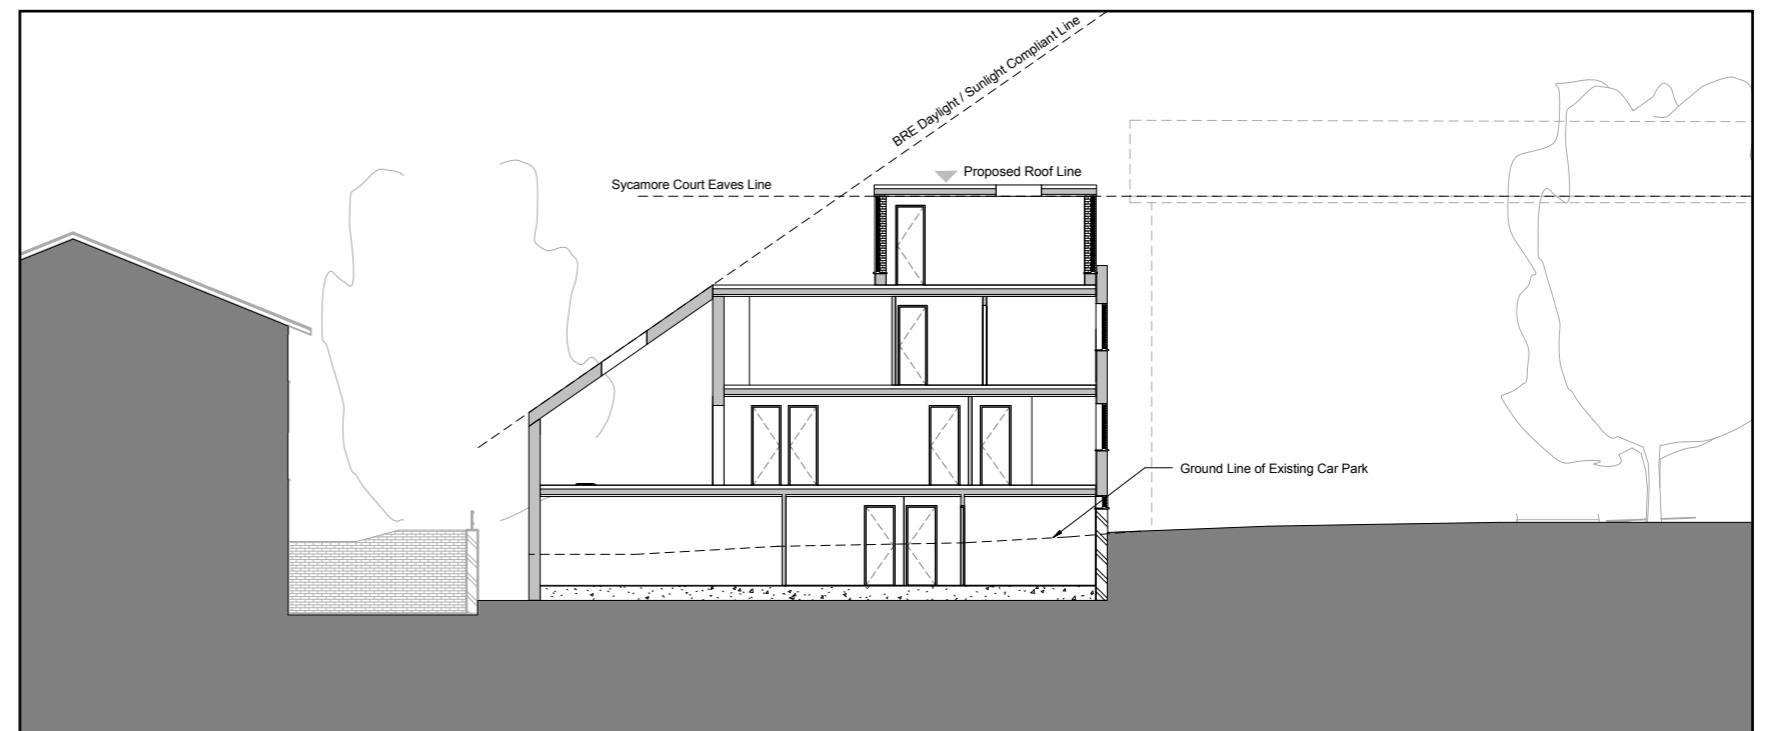 BRE Daylight / Sunlight Compliant Line
Proposed Roof Line
Sycamore Court Eaves Line
Ground Line of Existing Car Park